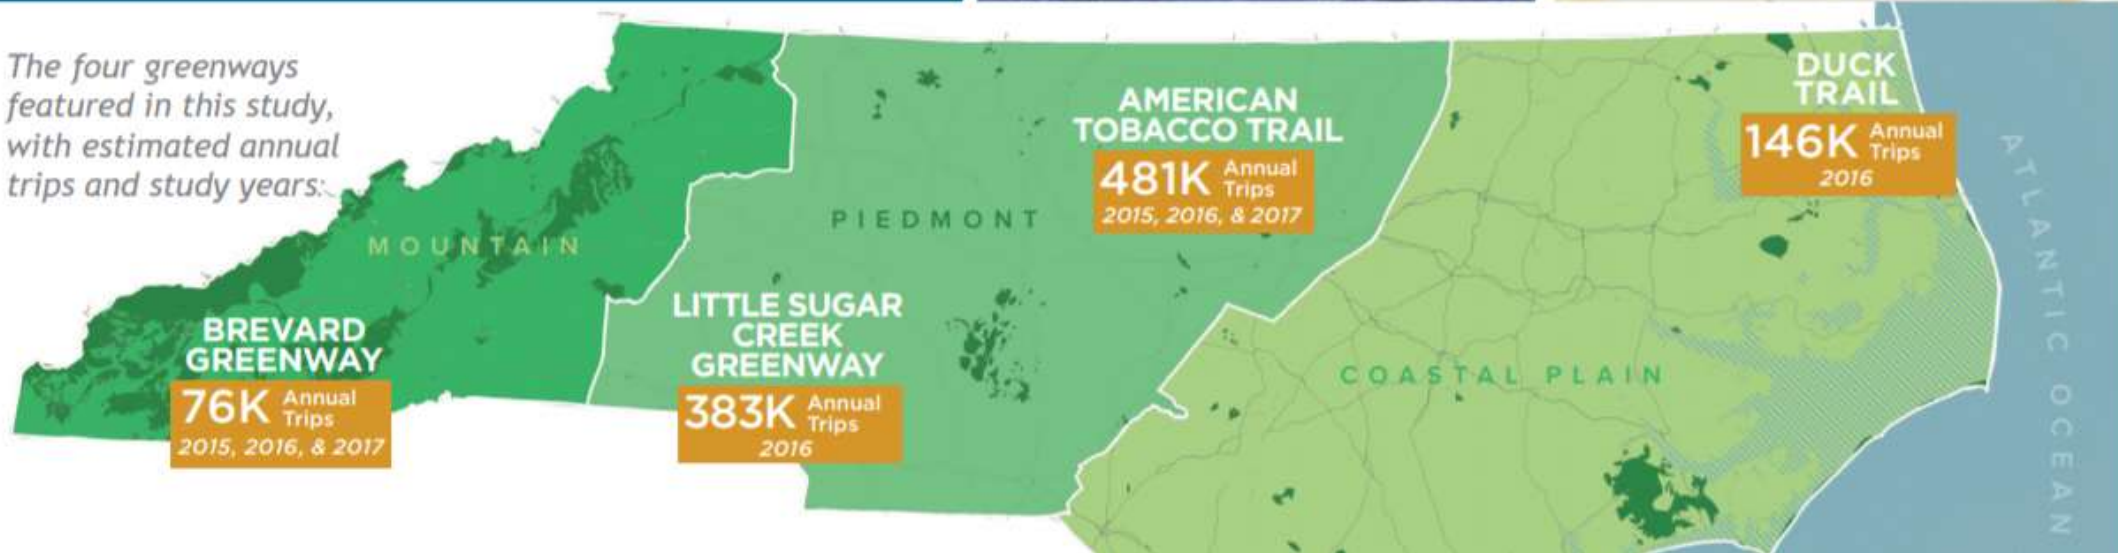 The four greenways
featured in this study,
with estimated annual
trips and study years:
MOUNTAIN
BREVARD
GREENWAY
76K Annual Trips
2015, 2016, & 2017
PIEDMONT
LITTLE SUGAR
CREEK
GREENWAY
383K Annual Trips
2016
AMERICAN
TOBACCO TRAIL
481K Annual Trips
2015, 2016, & 2017
COASTAL PLAIN
DUCK
TRAIL
146K Annual Trips
2016
ATLANTIC OCEAN